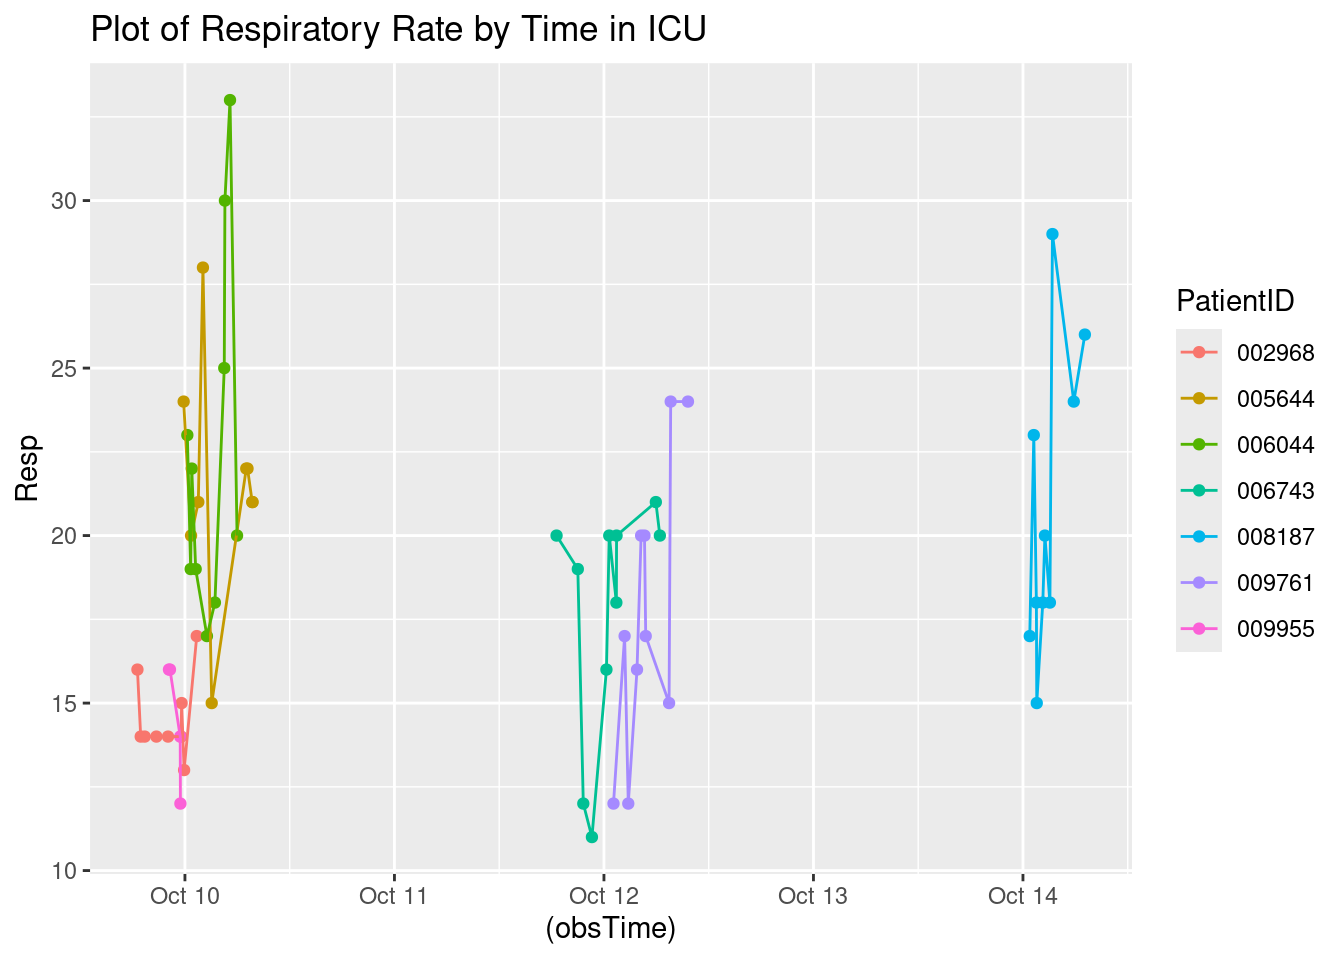 Plot of Respiratory Rate by Time in ICU
Resp
30
25
20
15
10
Oct 10
Oct 11
Oct 12
Oct 13
Oct 14
(obsTime)
PatientID
002968
005644
006044
006743
008187
009761
009955